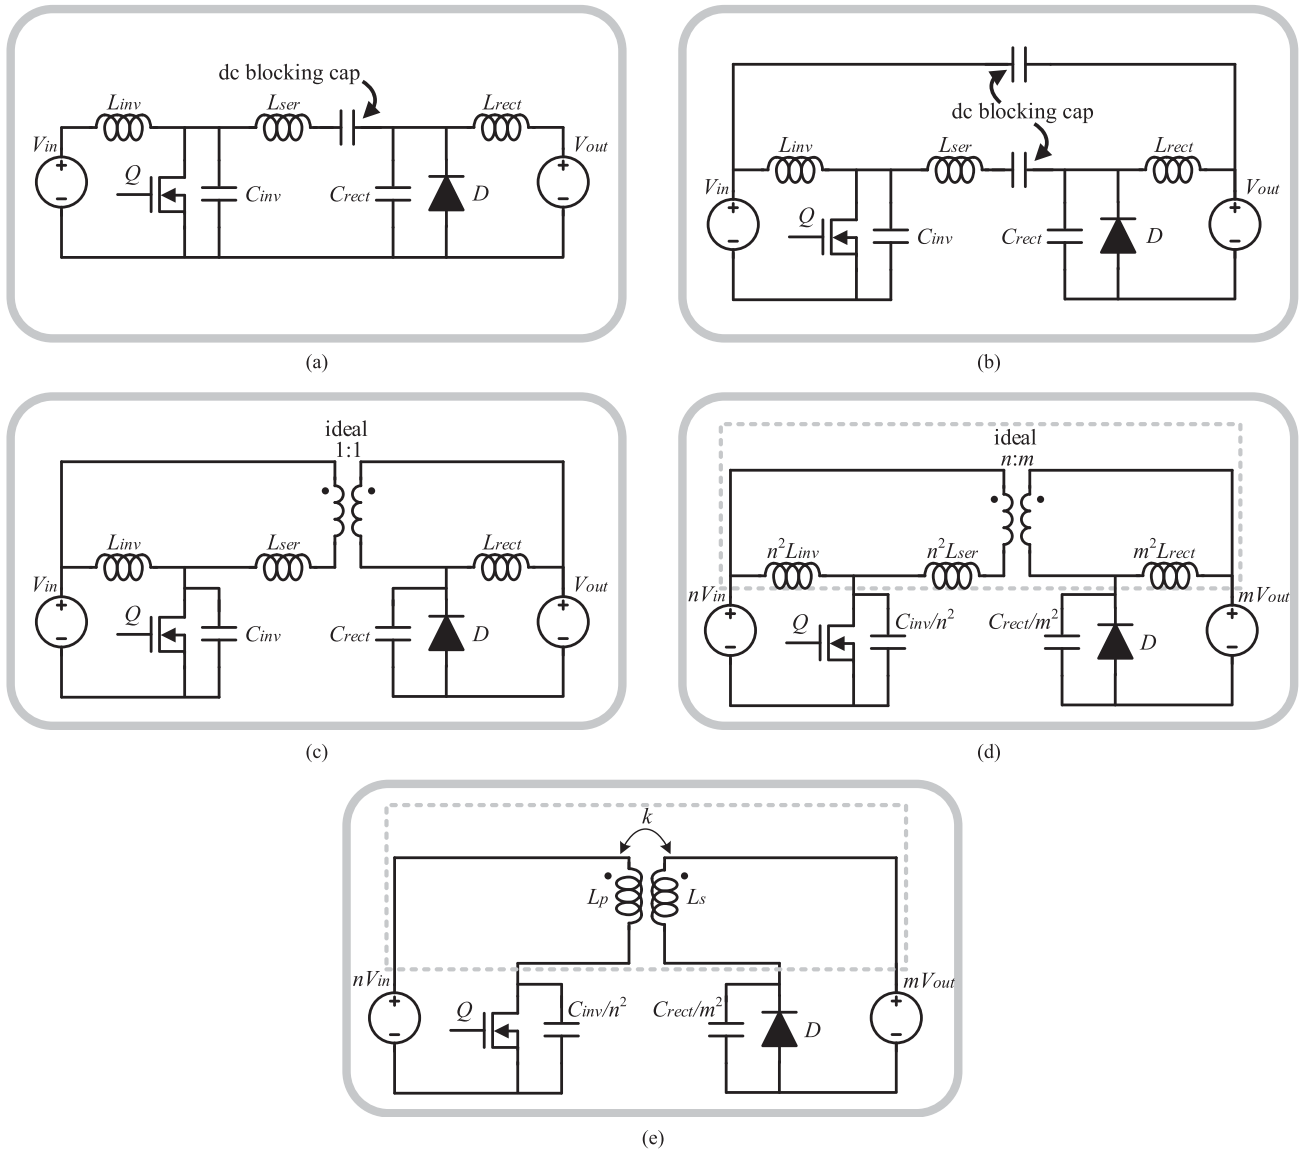 dc blocking cap
Linv Lser Lrect
Vin + − Q Cinv Crect D Vout + −
(a)
dc blocking cap
Linv Lser Lrect
Vin + − Q Cinv Crect D Vout + −
(b)
ideal
1:1
Linv Lser Lrect
Vin + − Q Cinv Crect D Vout + −
(c)
ideal
n:m
n²Linv n²Lser m²Lrect
nVin + − Q Cinv/n² Crect/m² D mVout + −
(d)
k
Lp Ls
nVin + − Q Cinv/n² Crect/m² D mVout + −
(e)